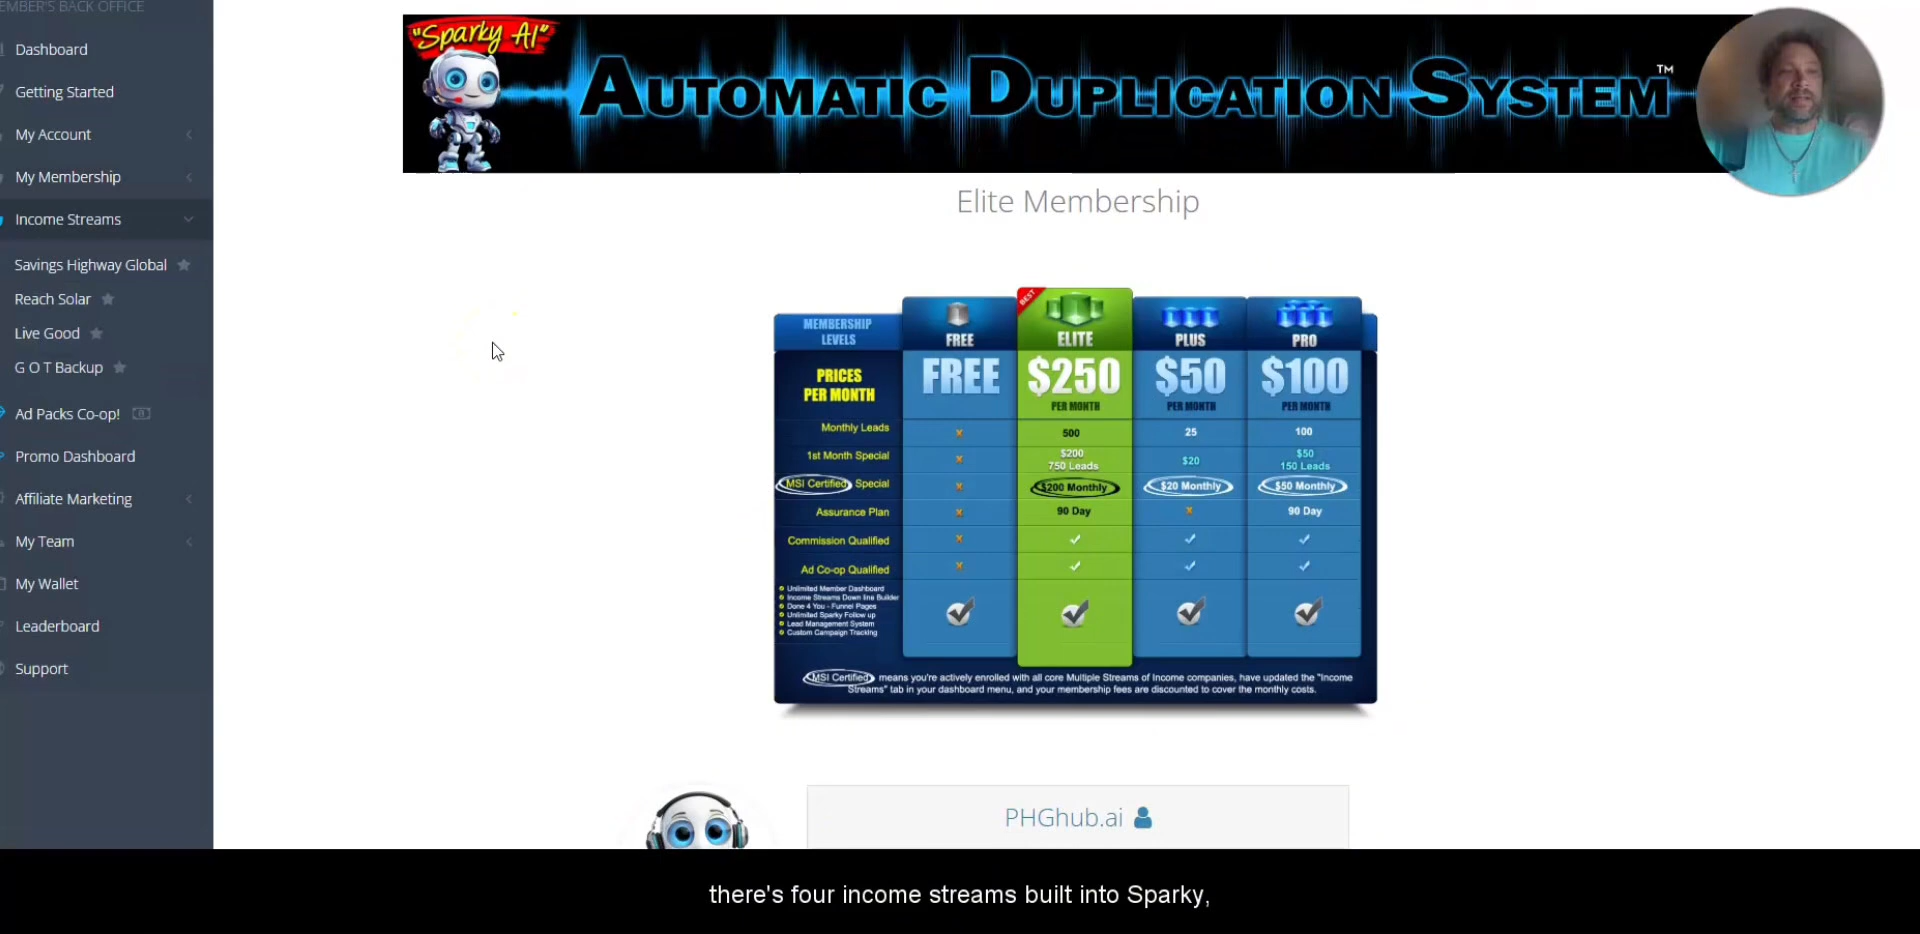 MEMBER'S BACK OFFICE
Dashboard
Getting Started
My Account
My Membership
Income Streams
Savings Highway Global
Reach Solar
Live Good
G O T Backup
Ad Packs Co-op!
Promo Dashboard
Affiliate Marketing
My Team
My Wallet
Leaderboard
Support
"Sparky AI"
AUTOMATIC DUPLICATION SYSTEM™
Elite Membership
MEMBERSHIP LEVELS FREE BEST ELITE PLUS PRO
PRICES PER MONTH FREE $250 PER MONTH $50 PER MONTH $100 PER MONTH
Monthly Leads x 500 25 100
1st Month Special x $200 750 Leads $20 $50 150 Leads
MSI Certified Special x $200 Monthly $20 Monthly $50 Monthly
Assurance Plan x 90 Day x 90 Day
Commission Qualified x ✓ ✓ ✓
Ad Co-op Qualified x ✓ ✓ ✓
Unlimited Member Dashboard
Income Streams Down line Builder
Done 4 You - Funnel Pages
Unlimited Sparky Follow up
Lead Management System
Custom Campaign Tracking
MSI Certified means you're actively enrolled with all core Multiple Streams of Income companies, have updated the "Income
Streams" tab in your dashboard menu, and your membership fees are discounted to cover the monthly costs.
PHGhub.ai
there's four income streams built into Sparky,